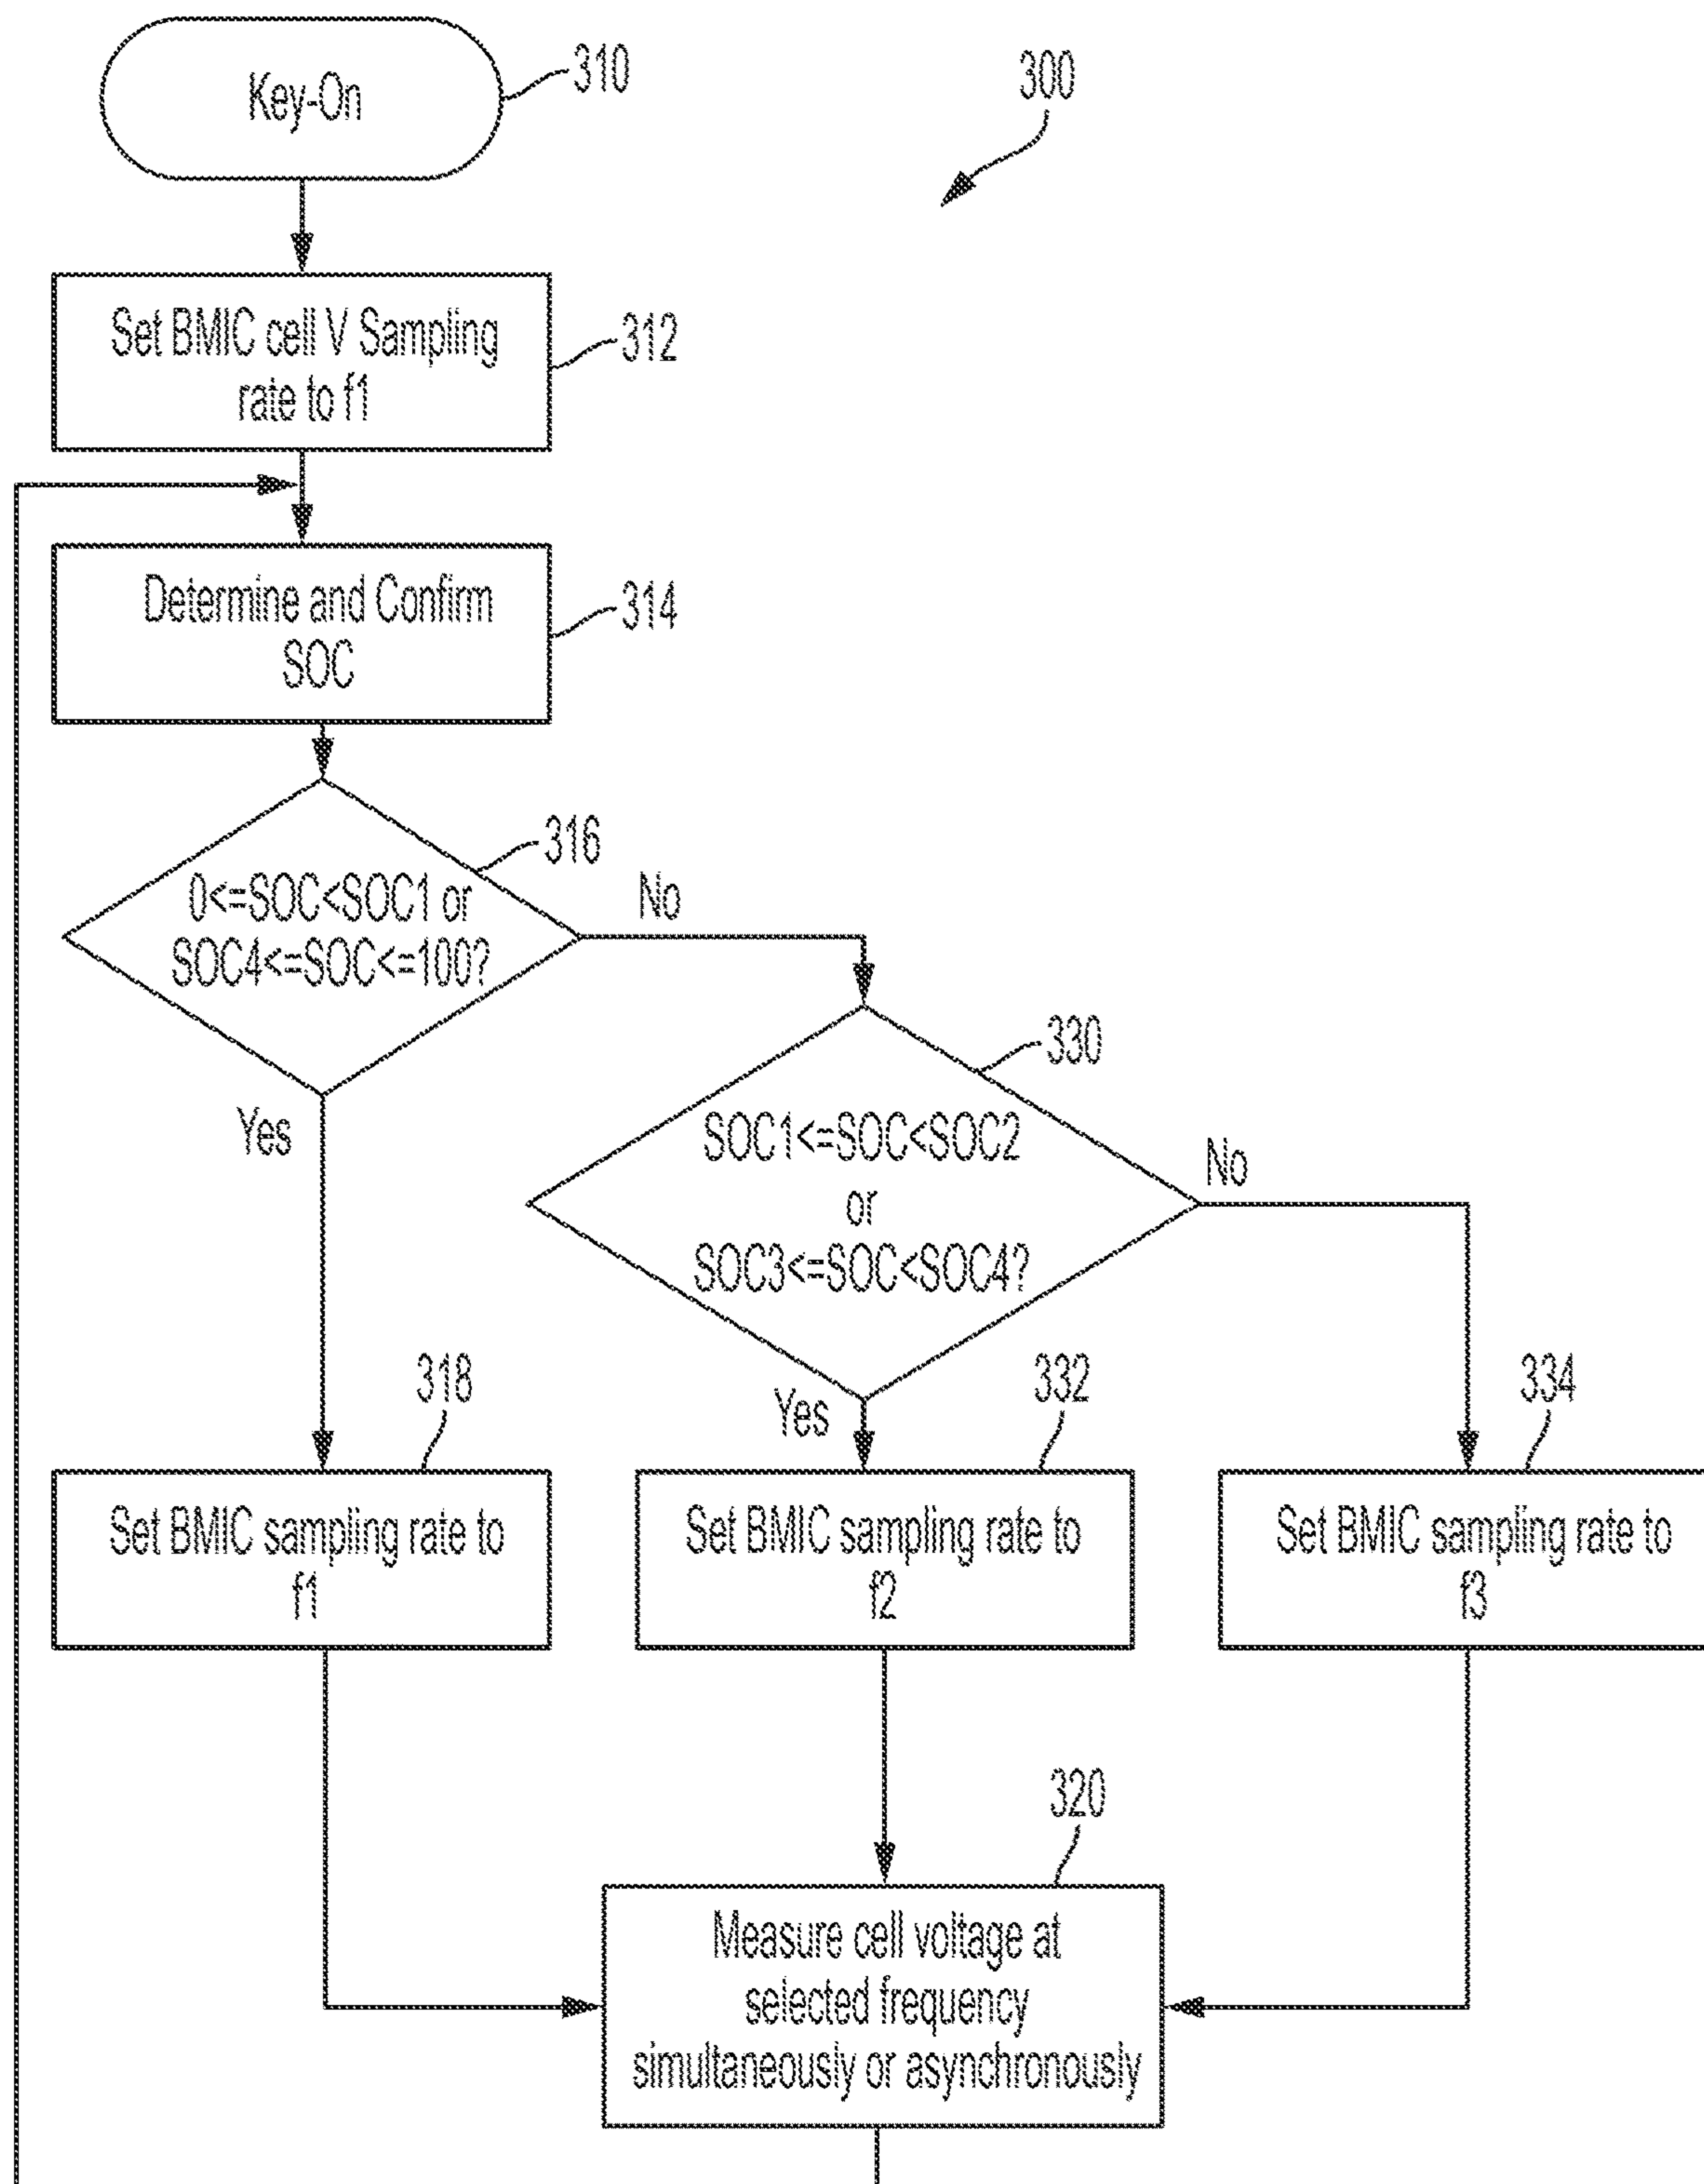 Key-On
310
300
Set BMIC cell V Sampling
rate to f1
312
Determine and Confirm
SOC
314
316
0<=SOC<SOC1 or
SOC4<=SOC<=100?
No
Yes
330
SOC1<=SOC<SOC2
or
SOC3<=SOC<SOC4?
No
Yes
318
Set BMIC sampling rate to
f1
332
Set BMIC sampling rate to
f2
334
Set BMIC sampling rate to
f3
320
Measure cell voltage at
selected frequency
simultaneously or asynchronously